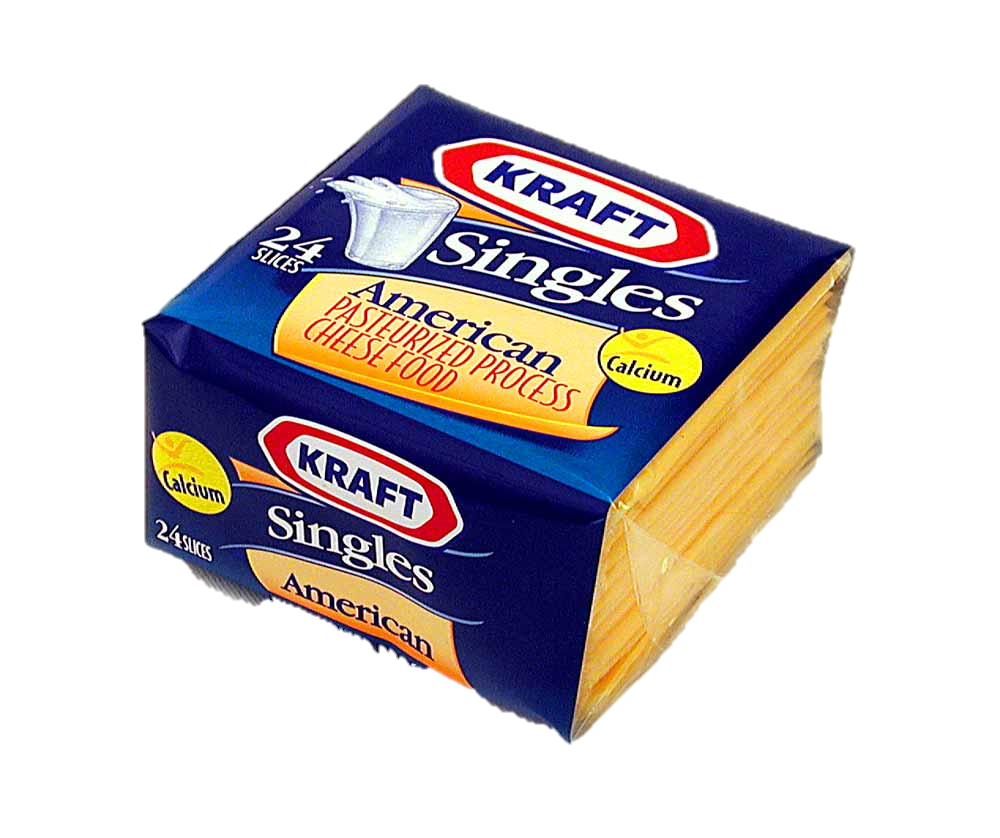 KRAFT
Singles
24
SLICES
American
PASTEURIZED PROCESS
CHEESE FOOD
Calcium
KRAFT
Calcium
Singles
24 SLICES
American